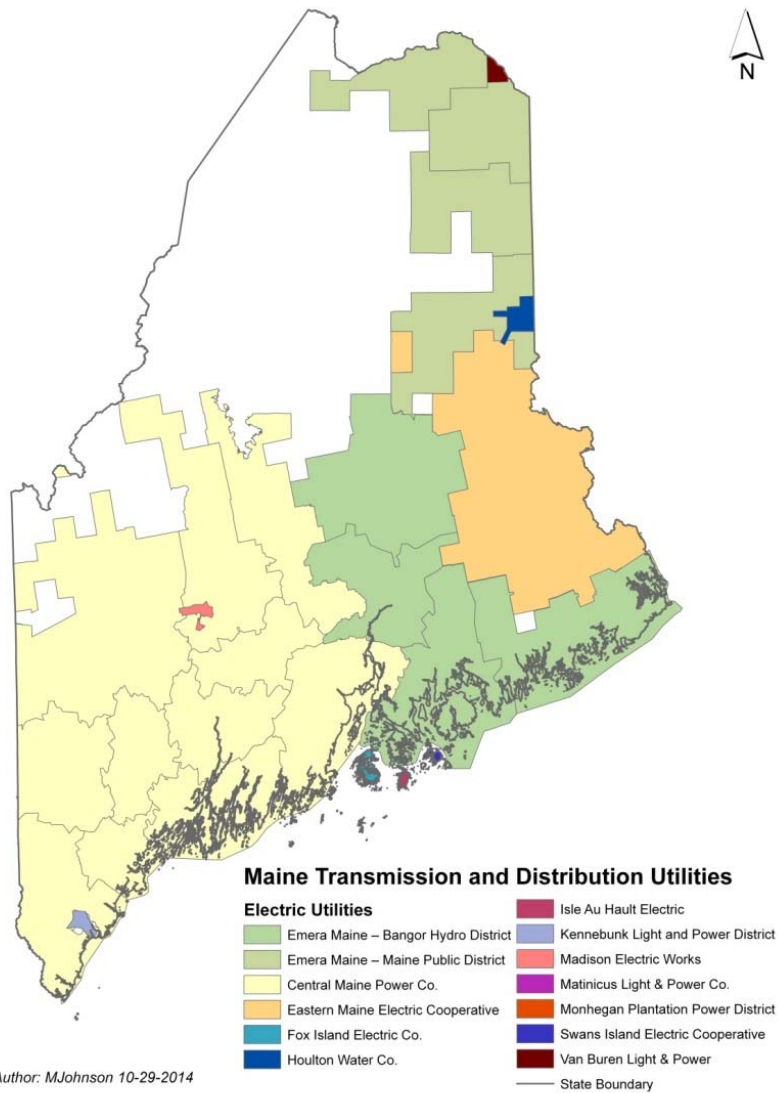 N
Maine Transmission and Distribution Utilities
Electric Utilities
Emera Maine – Bangor Hydro District
Emera Maine – Maine Public District
Central Maine Power Co.
Eastern Maine Electric Cooperative
Fox Island Electric Co.
Houlton Water Co.
Isle Au Hault Electric
Kennebunk Light and Power District
Madison Electric Works
Matinicus Light & Power Co.
Monhegan Plantation Power District
Swans Island Electric Cooperative
Van Buren Light & Power
State Boundary
Author: MJohnson 10-29-2014